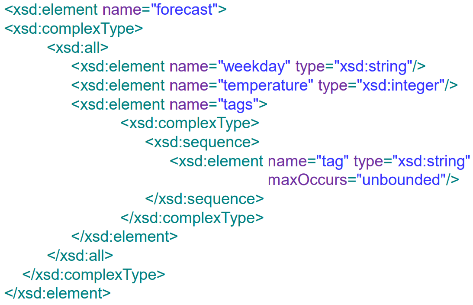 <xsd:element name="forecast">
<xsd:complexType>
<xsd:all>
<xsd:element name="weekday" type="xsd:string"/>
<xsd:element name="temperature" type="xsd:integer"/>
<xsd:element name="tags">
<xsd:complexType>
<xsd:sequence>
<xsd:element name="tag" type="xsd:string"
maxOccurs="unbounded"/>
</xsd:sequence>
</xsd:complexType>
</xsd:element>
</xsd:all>
</xsd:complexType>
</xsd:element>